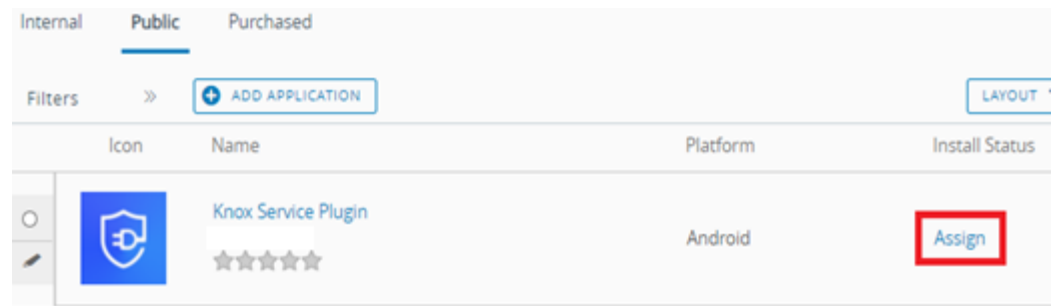 Internal Public Purchased
Filters » ADD APPLICATION LAYOUT
Icon Name Platform Install Status
Knox Service Plugin
Android Assign